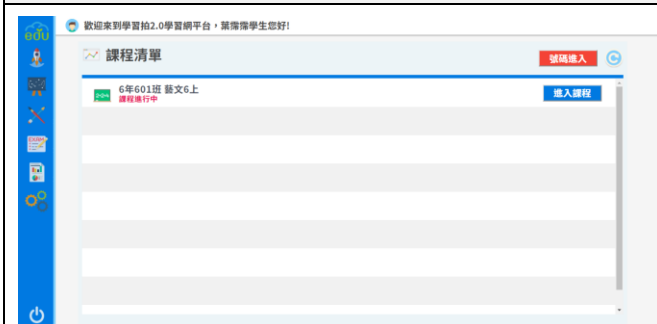 edu
歡迎來到學習拍2.0學習網平台，葉霈霈學生您好!
課程清單
號碼進入
6年601班 藝文6上
課程進行中
進入課程